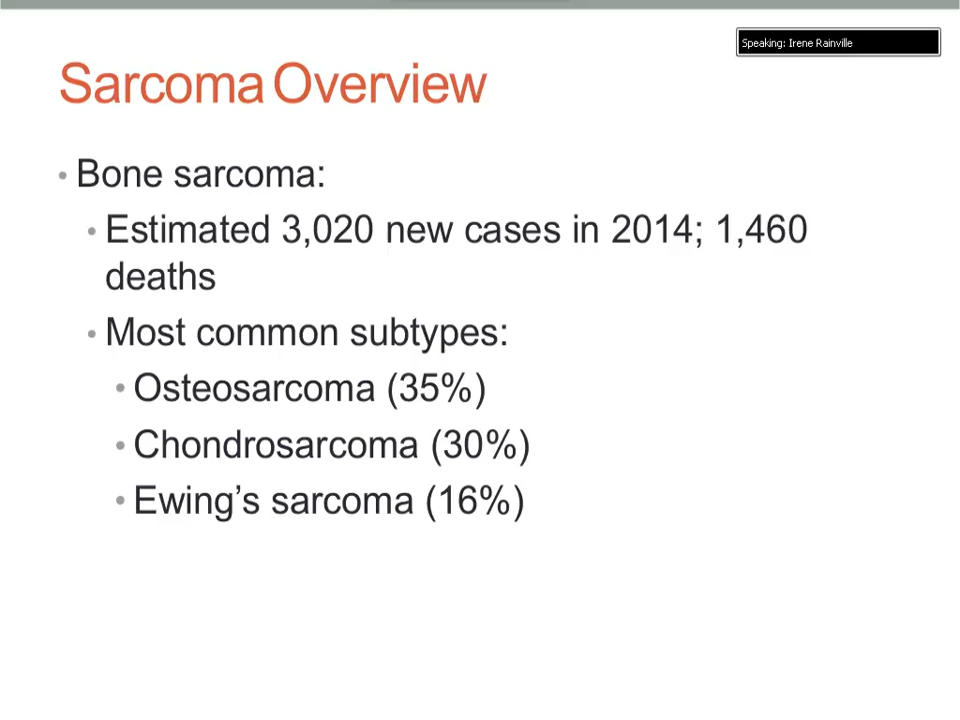 Speaking: Irene Rainville
Sarcoma Overview
• Bone sarcoma:
• Estimated 3,020 new cases in 2014; 1,460
deaths
• Most common subtypes:
• Osteosarcoma (35%)
• Chondrosarcoma (30%)
• Ewing’s sarcoma (16%)